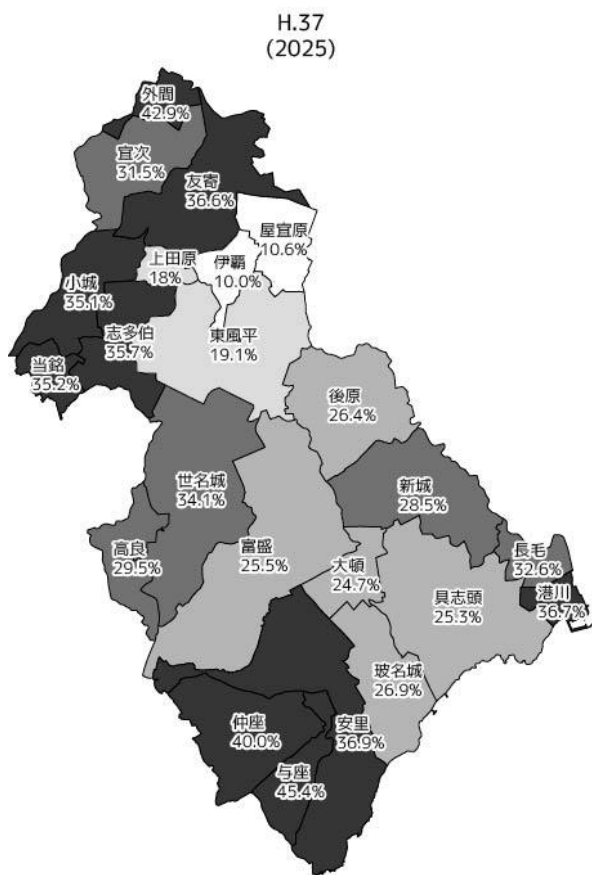 H.37
(2025)
外間
42.9%
宜次
31.5%
友寄
36.6%
屋宜原
10.6%
上田原
18%
伊覇
10.0%
小城
35.1%
志多伯
35.7%
東風平
19.1%
当銘
35.2%
後原
26.4%
世名城
34.1%
新城
28.5%
高良
29.5%
富盛
25.5%
大頓
24.7%
長毛
32.6%
具志頭
25.3%
港川
36.7%
玻名城
26.9%
仲座
40.0%
安里
36.9%
与座
45.4%